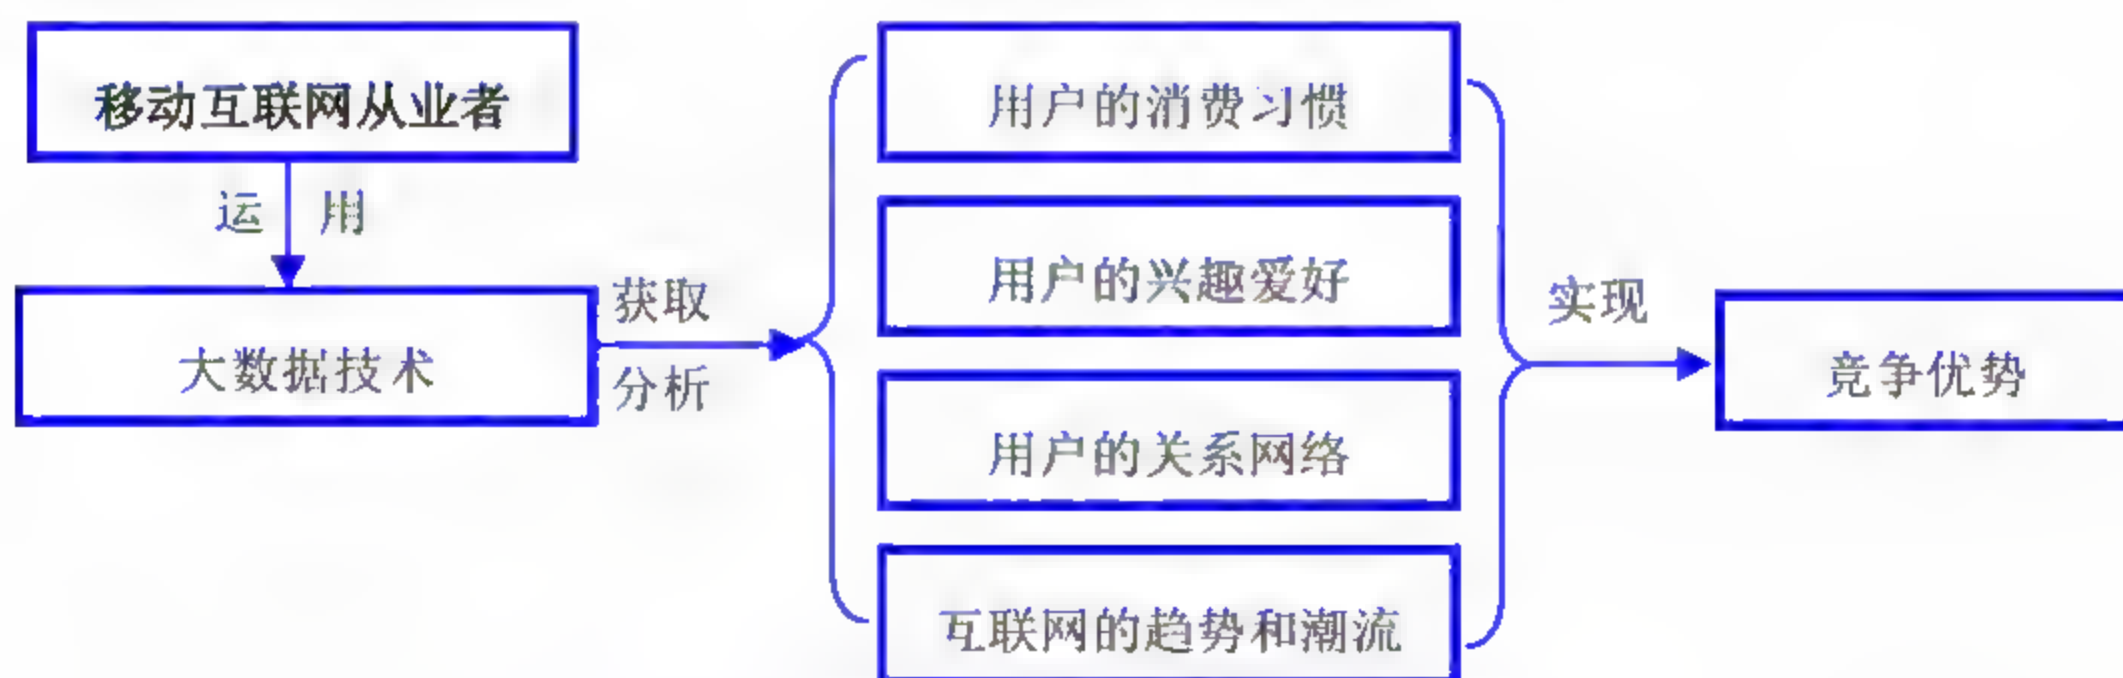 移动互联网从业者
运用
大数据技术
获取
分析
用户的消费习惯
用户的兴趣爱好
用户的关系网络
互联网的趋势和潮流
实现
竞争优势